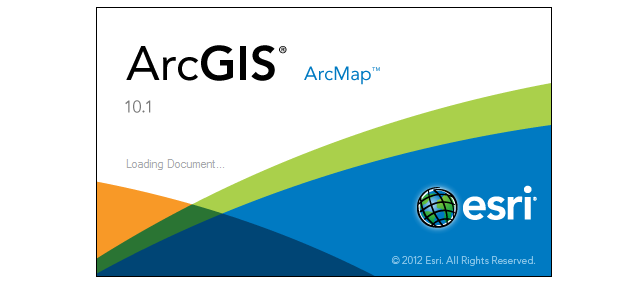 ArcGIS® ArcMap™
10.1
Loading Document...
esri®
© 2012 Esri. All Rights Reserved.